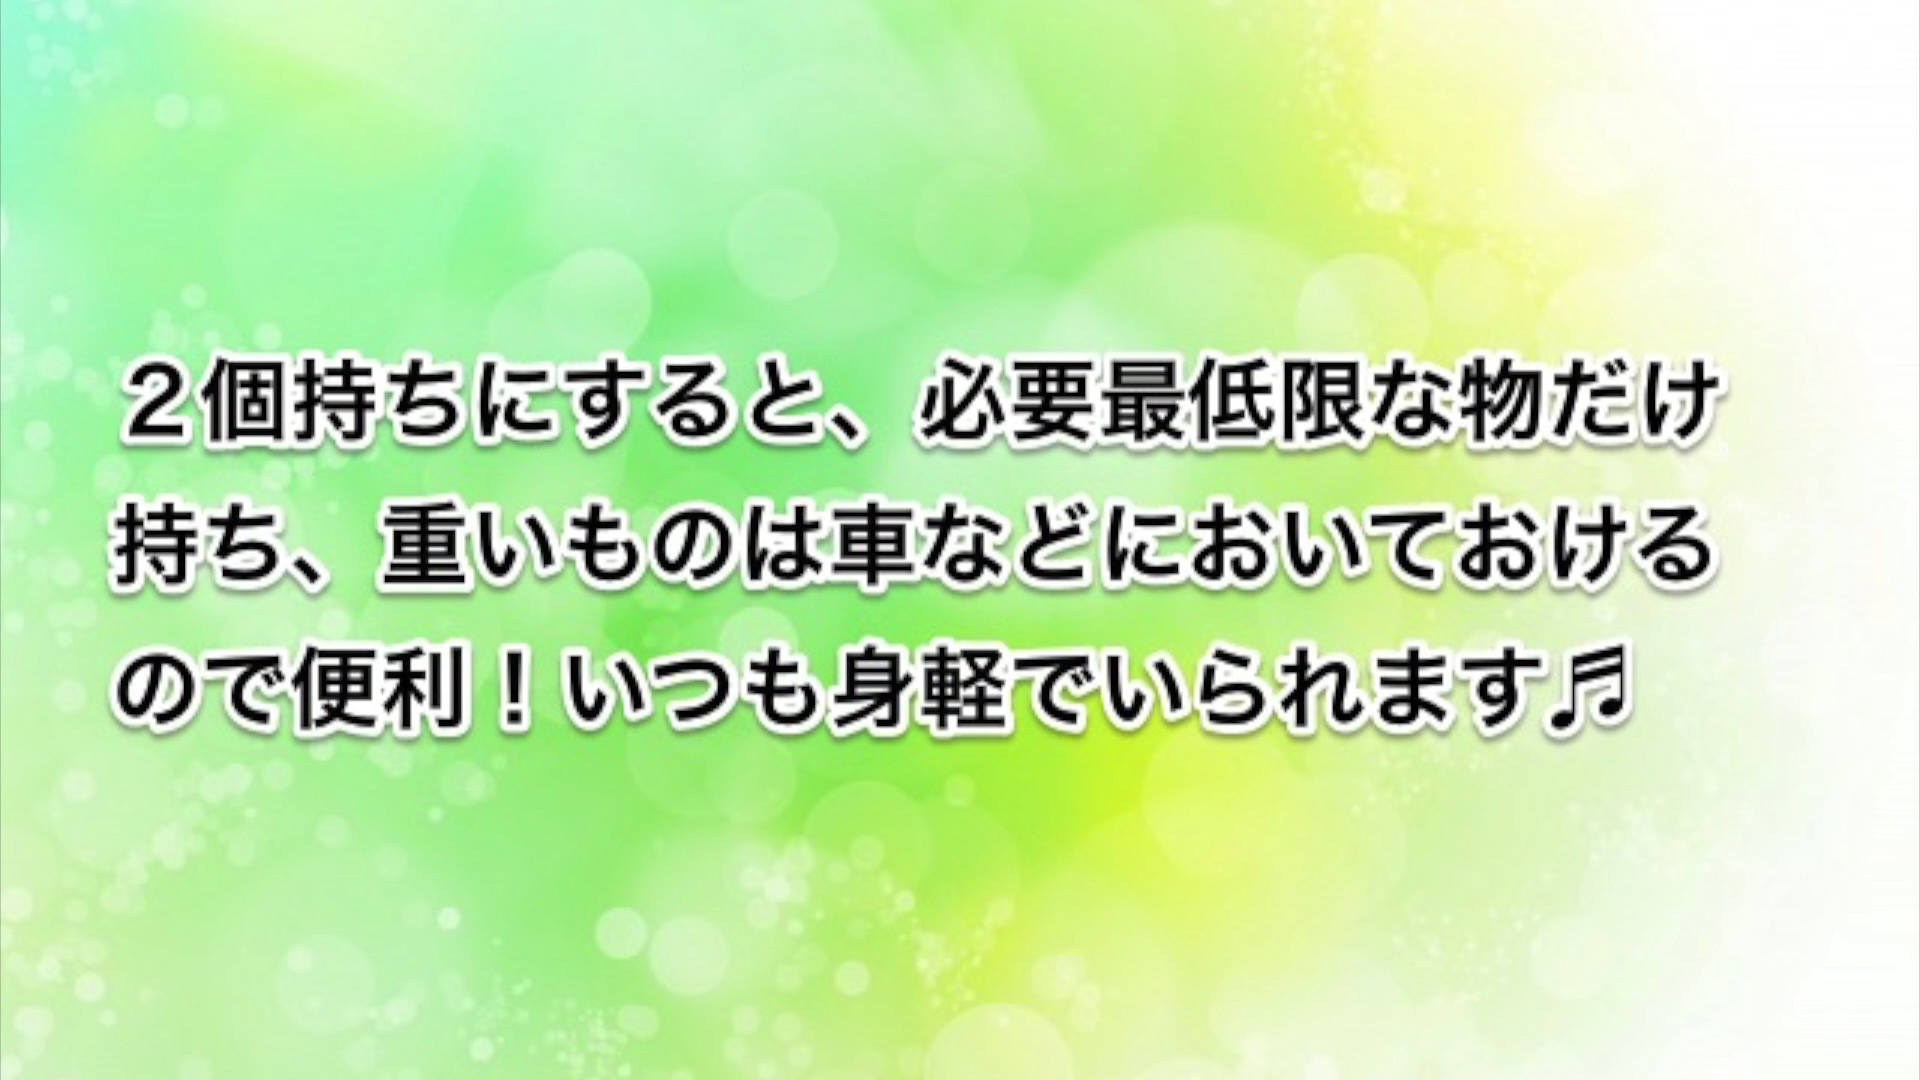 ２個持ちにすると、必要最低限な物だけ
持ち、重いものは車などにおいておける
ので便利！いつも身軽でいられます♬